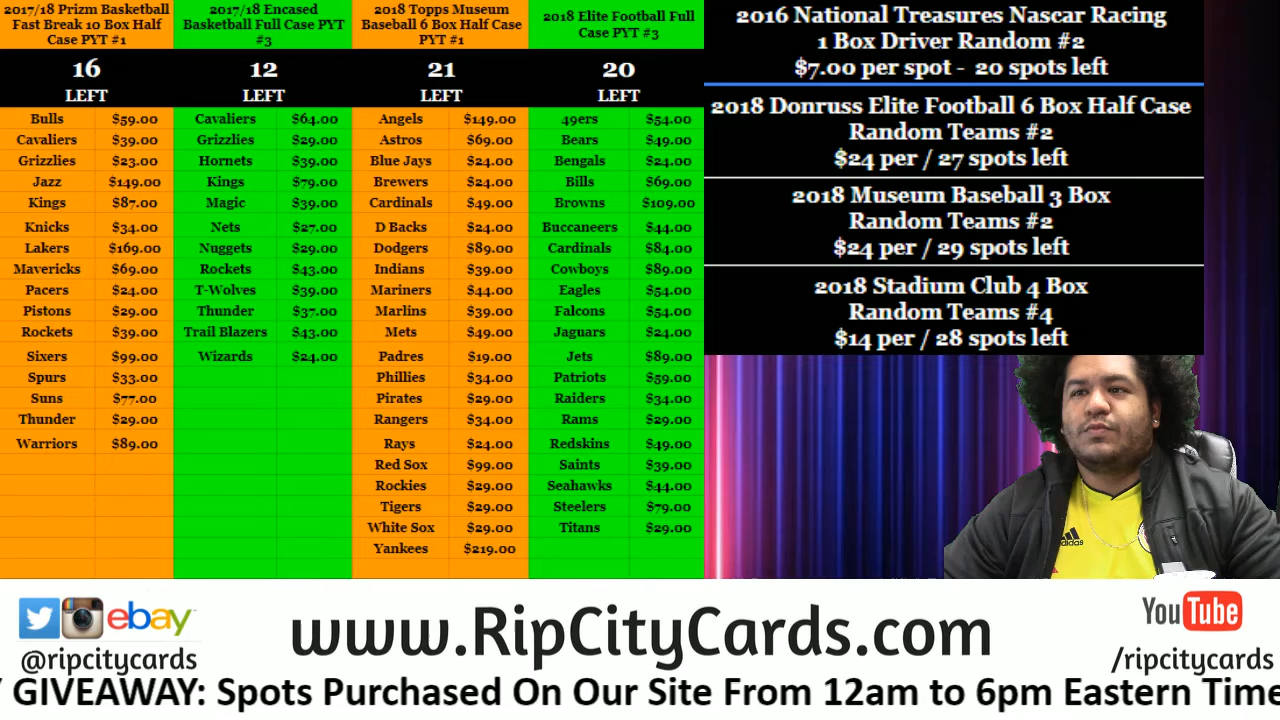 2017/18 Prizm Basketball
Fast Break 10 Box Half
Case PYT #1
16
LEFT
Bulls $59.00
Cavaliers $39.00
Grizzlies $23.00
Jazz $149.00
Kings $87.00
Knicks $34.00
Lakers $169.00
Mavericks $69.00
Pacers $24.00
Pistons $29.00
Rockets $39.00
Sixers $99.00
Spurs $33.00
Suns $77.00
Thunder $29.00
Warriors $89.00
2017/18 Encased
Basketball Full Case PYT
#3
12
LEFT
Cavaliers $64.00
Grizzlies $29.00
Hornets $39.00
Kings $79.00
Magic $39.00
Nets $27.00
Nuggets $29.00
Rockets $43.00
T-Wolves $39.00
Thunder $37.00
Trail Blazers $43.00
Wizards $24.00
2018 Topps Museum
Baseball 6 Box Half Case
PYT #1
21
LEFT
Angels $149.00
Astros $69.00
Blue Jays $24.00
Brewers $24.00
Cardinals $49.00
D Backs $24.00
Dodgers $89.00
Indians $39.00
Mariners $44.00
Marlins $39.00
Mets $49.00
Padres $19.00
Phillies $34.00
Pirates $29.00
Rangers $34.00
Rays $24.00
Red Sox $99.00
Rockies $29.00
Tigers $29.00
White Sox $29.00
Yankees $219.00
2018 Elite Football Full
Case PYT #3
20
LEFT
49ers $54.00
Bears $49.00
Bengals $24.00
Bills $69.00
Browns $109.00
Buccaneers $44.00
Cardinals $84.00
Cowboys $89.00
Eagles $54.00
Falcons $54.00
Jaguars $24.00
Jets $89.00
Patriots $59.00
Raiders $34.00
Rams $29.00
Redskins $49.00
Saints $39.00
Seahawks $44.00
Steelers $79.00
Titans $29.00
2016 National Treasures Nascar Racing
1 Box Driver Random #2
$7.00 per spot - 20 spots left
2018 Donruss Elite Football 6 Box Half Case
Random Teams #2
$24 per / 27 spots left
2018 Museum Baseball 3 Box
Random Teams #2
$24 per / 29 spots left
2018 Stadium Club 4 Box
Random Teams #4
$14 per / 28 spots left
adidas
ebay
@ripcitycards
www.RipCityCards.com
YouTube
/ripcitycards
Y GIVEAWAY: Spots Purchased On Our Site From 12am to 6pm Eastern Time